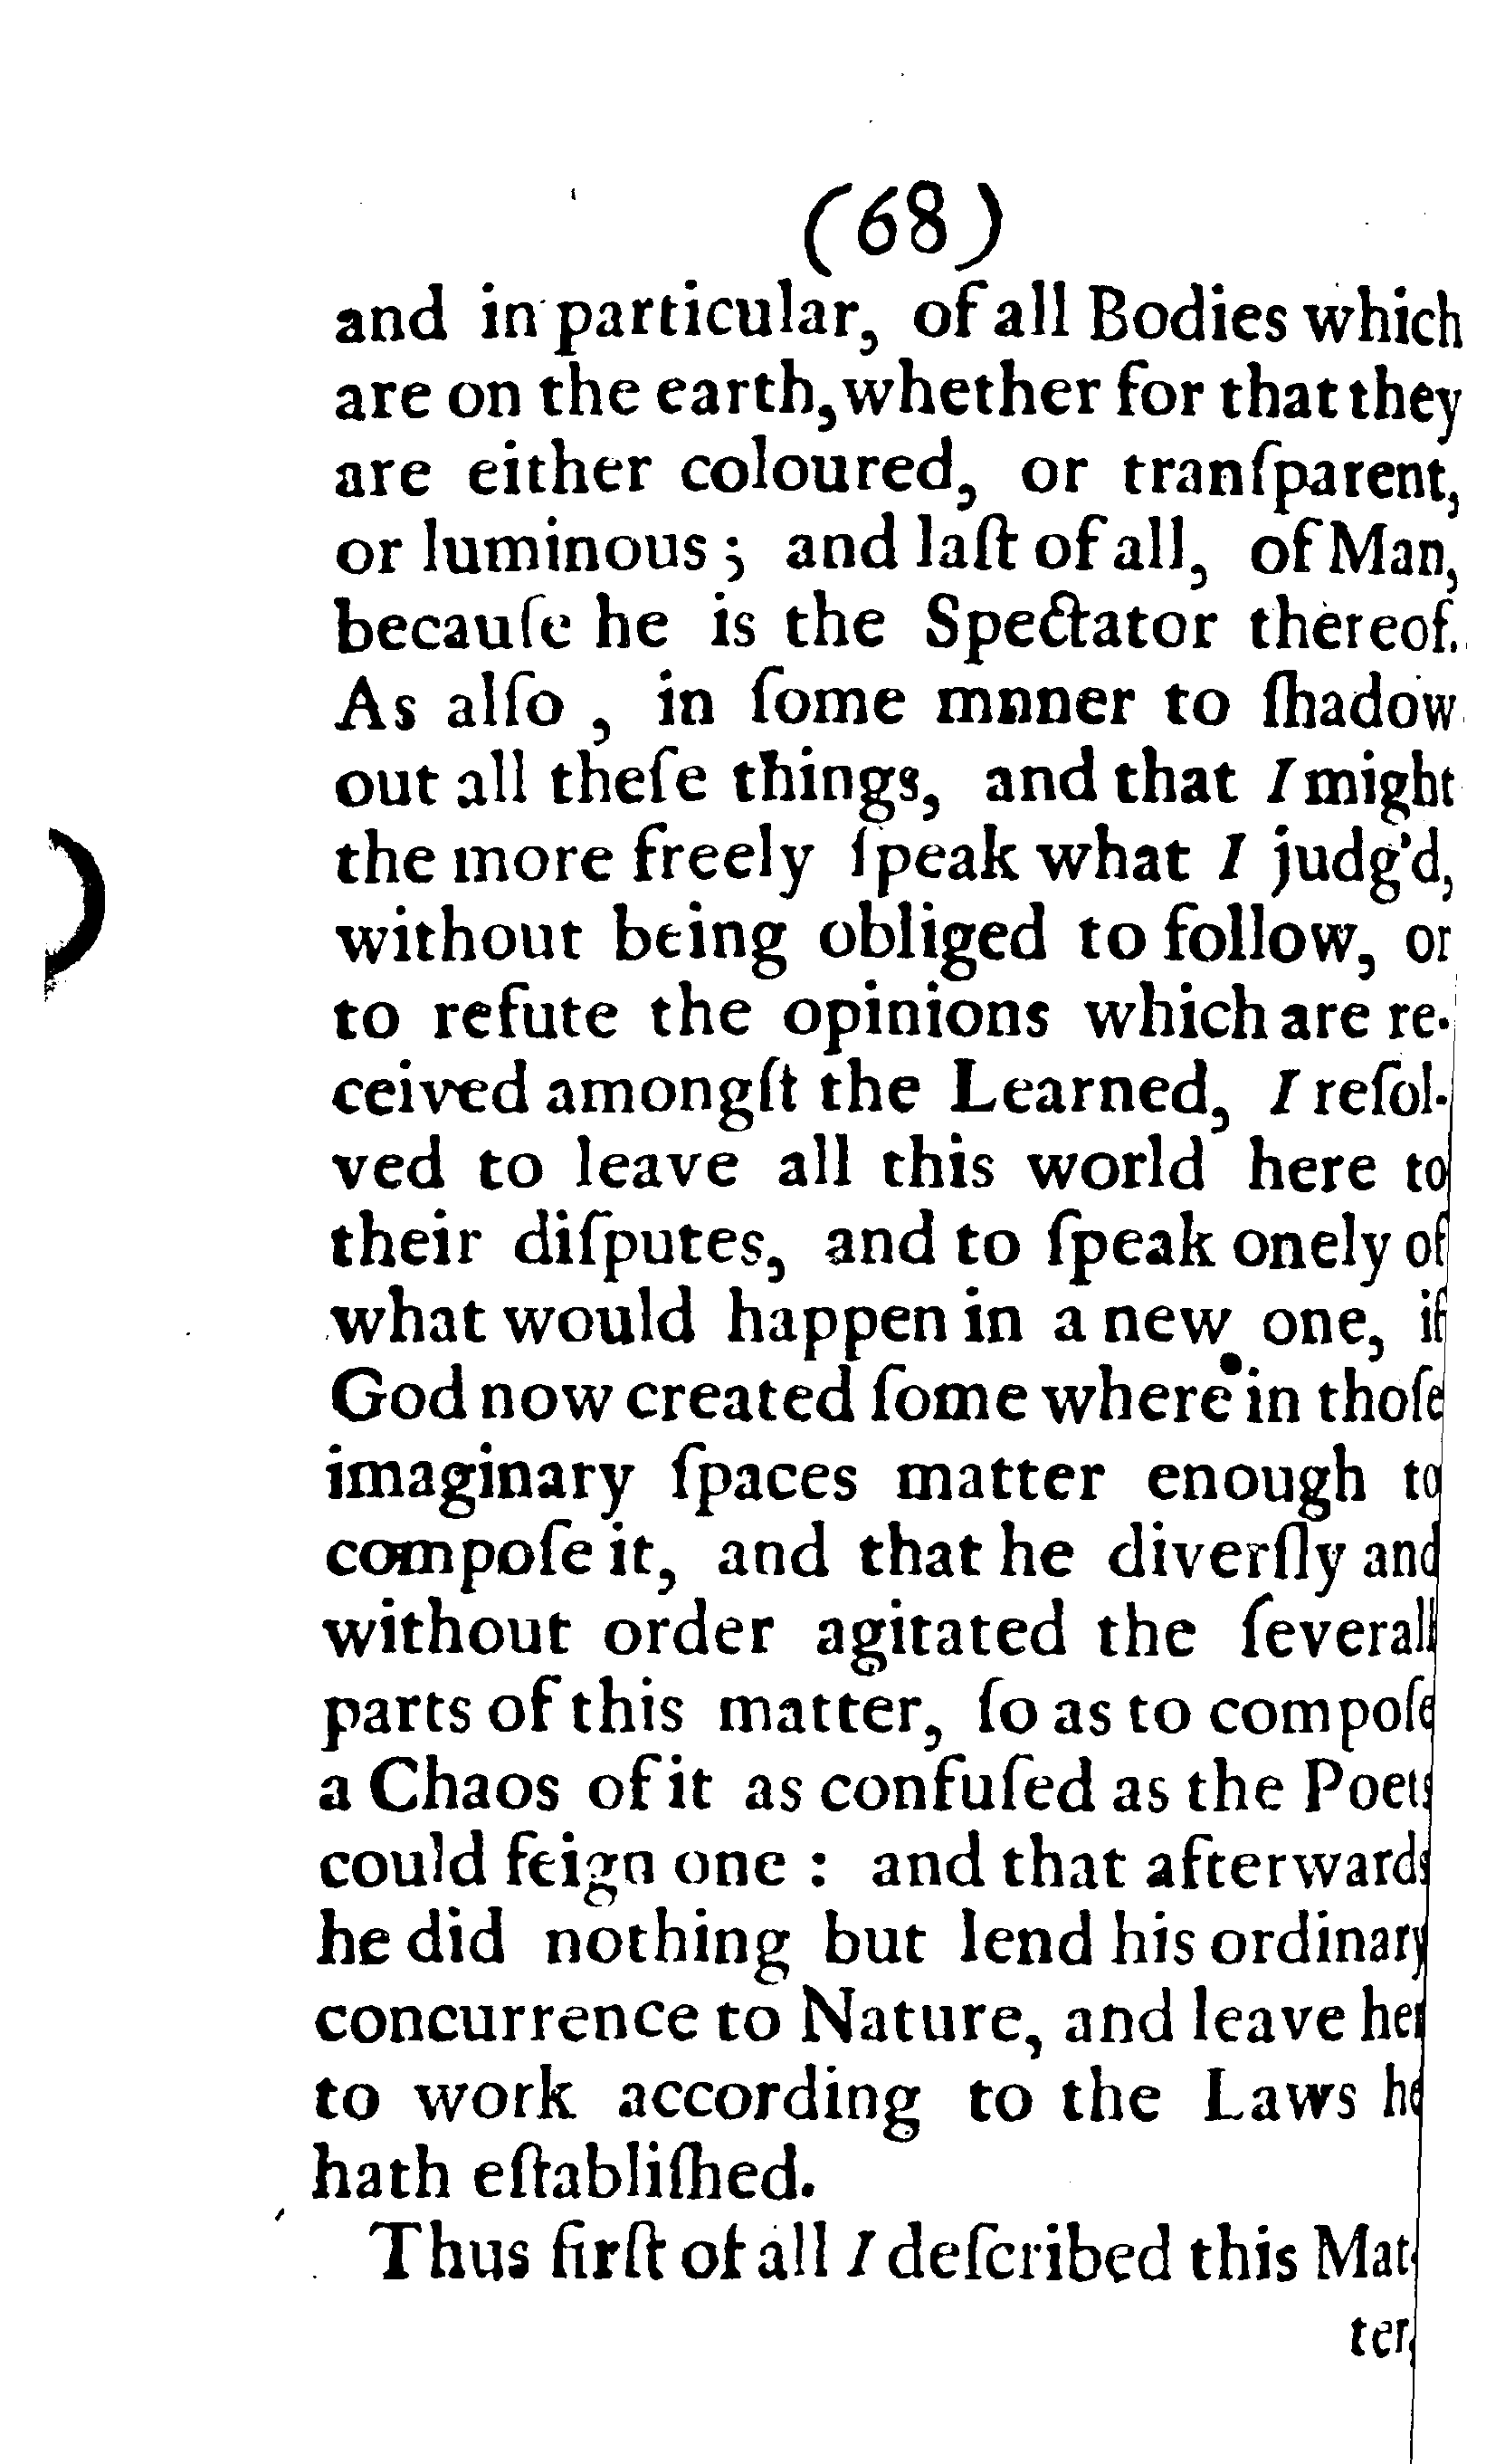 (68)
and in particular, of all Bodies which
are on the earth, whether for that they
are either coloured, or tranſparent,
or luminous; and laſt of all, of Man,
becauſe he is the Spectator thereof.
As alſo, in ſome mnner to ſhadow
out all theſe things, and that I might
the more freely ſpeak what I judg'd,
without being obliged to follow, or
to refute the opinions which are re-
ceived amongſt the Learned, I reſol-
ved to leave all this world here to
their diſputes, and to ſpeak onely of
what would happen in a new one, if
God now created ſome where in thoſe
imaginary ſpaces matter enough to
compoſe it, and that he diverſly and
without order agitated the ſeverall
parts of this matter, ſo as to compoſe
a Chaos of it as confuſed as the Poets
could feign one: and that afterwards
he did nothing but lend his ordinary
concurrence to Nature, and leave her
to work according to the Laws he
hath eſtabliſhed.
Thus firſt of all I deſcribed this Mat-
ter,